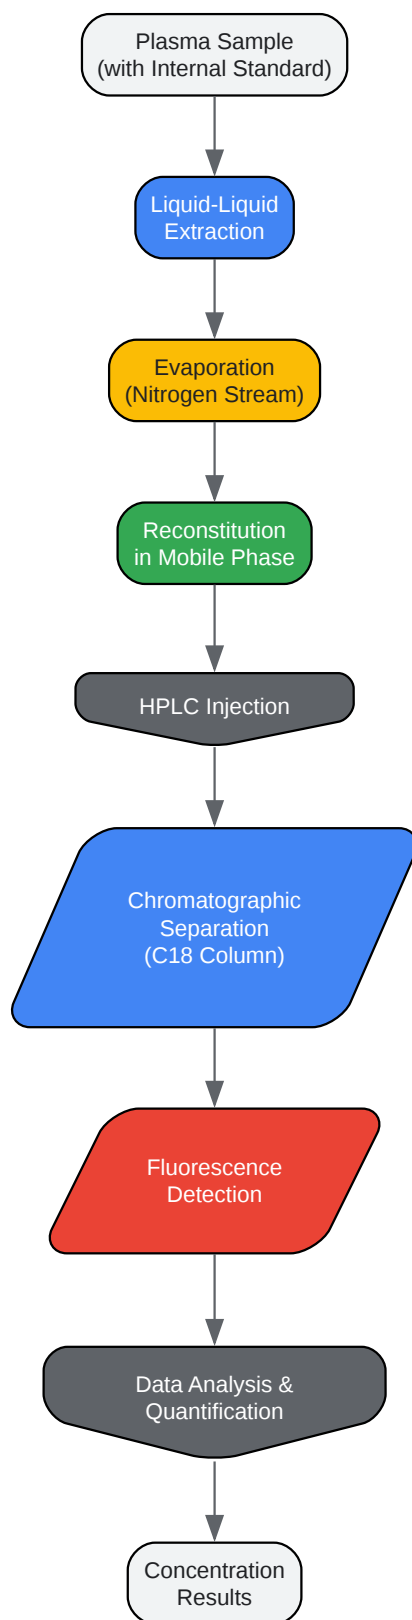 Plasma Sample
(with Internal Standard)
Liquid-Liquid
Extraction
Evaporation
(Nitrogen Stream)
Reconstitution
in Mobile Phase
HPLC Injection
Chromatographic
Separation
(C18 Column)
Fluorescence
Detection
Data Analysis &
Quantification
Concentration
Results